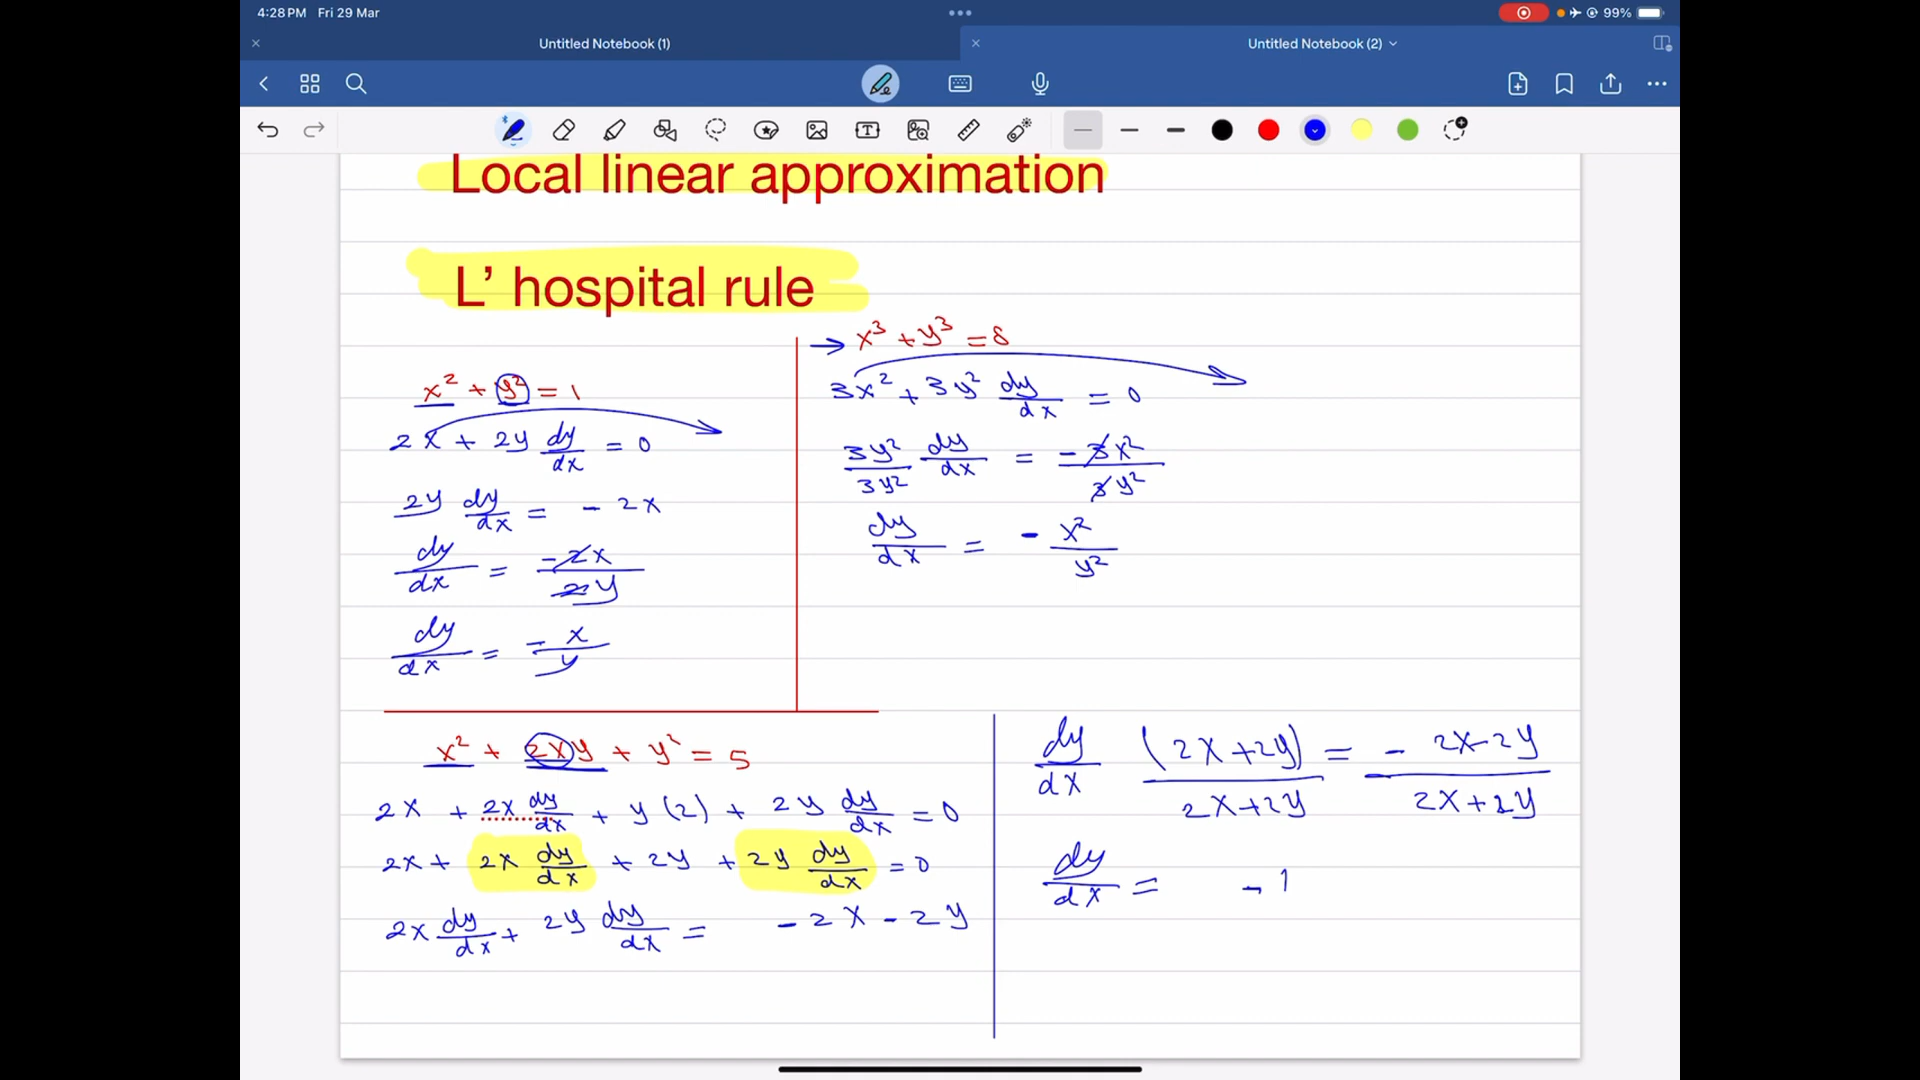 4:28 PM Fri 29 Mar
99%
Untitled Notebook (1)
Untitled Notebook (2)
Local linear approximation
L’ hospital rule
x² + y² = 1
2x + 2y dy/dx = 0
2y dy/dx = - 2x
dy/dx = -2x/2y
dy/dx = - x/y
→ x³ + y³ = 8
3x² + 3y² dy/dx = 0
3y²/3y² dy/dx = -3x²/3y²
dy/dx = - x²/y²
x² + 2xy + y² = 5
2x + 2x dy/dx + y (2) + 2y dy/dx = 0
2x + 2x dy/dx + 2y + 2y dy/dx = 0
2x dy/dx + 2y dy/dx = - 2x - 2y
dy/dx (2x+2y)/2x+2y = - 2x-2y/2x+2y
dy/dx = - 1